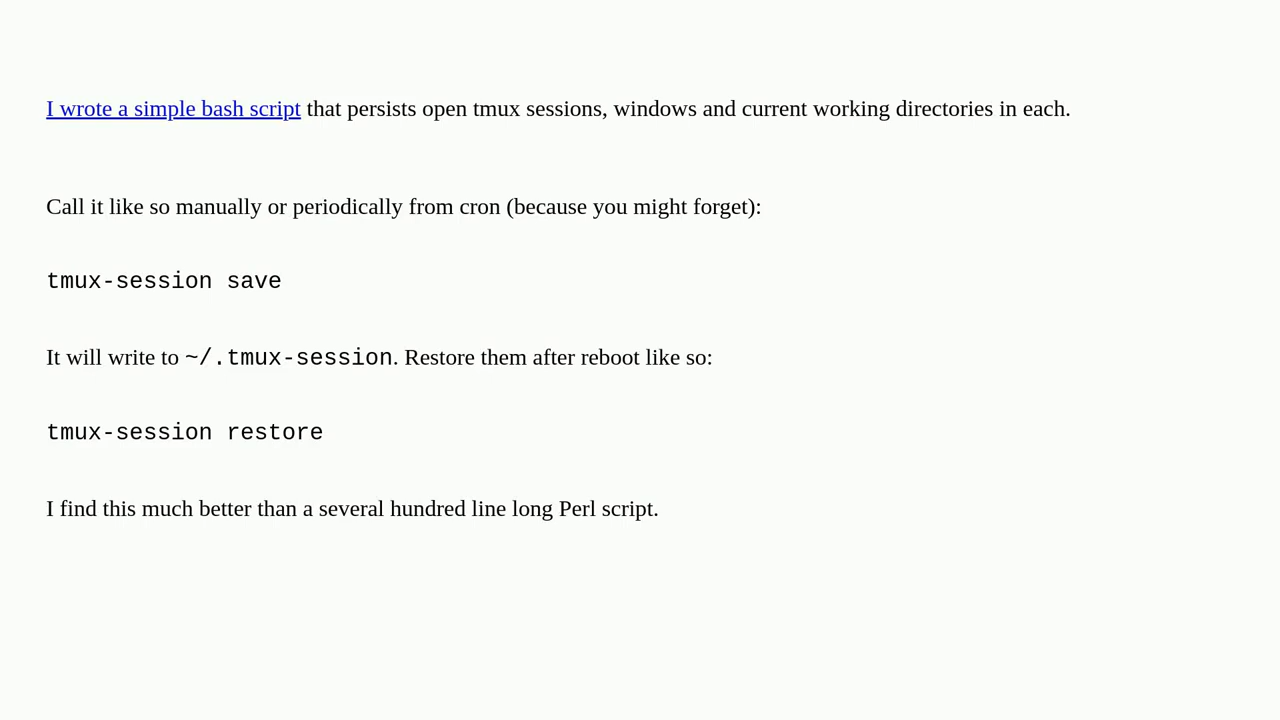 I wrote a simple bash script that persists open tmux sessions, windows and current working directories in each.
Call it like so manually or periodically from cron (because you might forget):
tmux-session save
It will write to ~/.tmux-session. Restore them after reboot like so:
tmux-session restore
I find this much better than a several hundred line long Perl script.